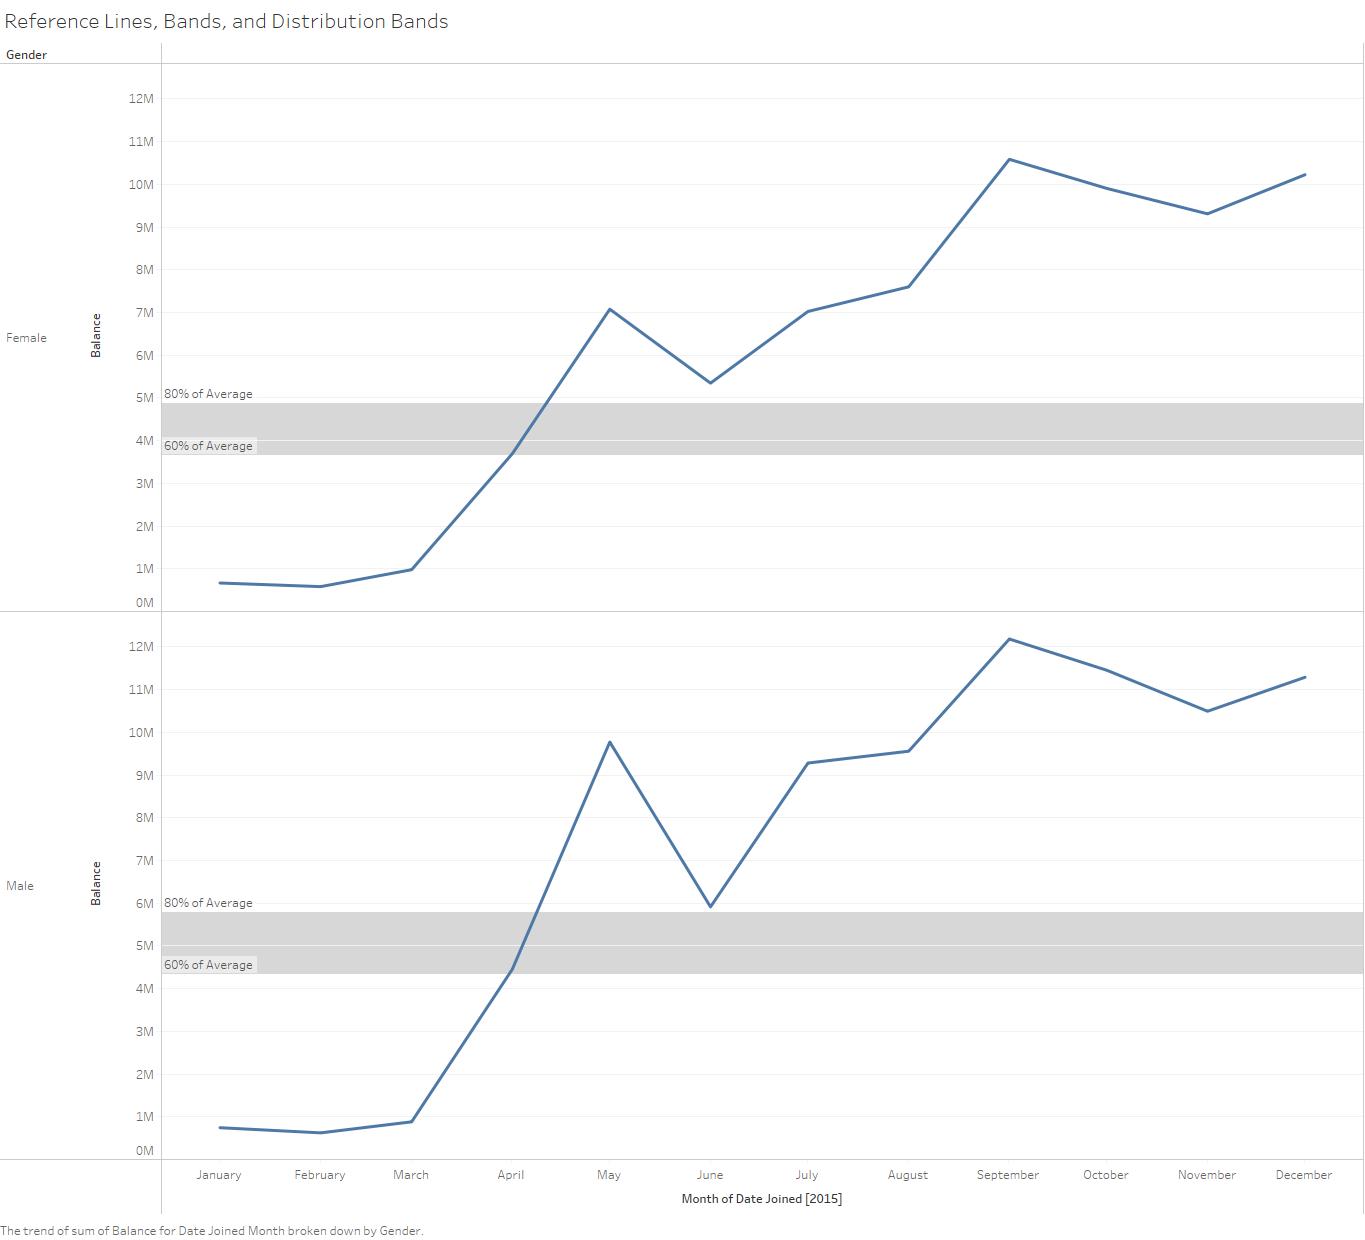 Reference Lines, Bands, and Distribution Bands
Gender
12M
11M
10M
9M
8M
7M
Female
Balance
6M
80% of Average
5M
4M
60% of Average
3M
2M
1M
0M
12M
11M
10M
9M
8M
7M
Male
Balance
6M
80% of Average
5M
60% of Average
4M
3M
2M
1M
0M
January February March April May June July August September October November December
Month of Date Joined [2015]
The trend of sum of Balance for Date Joined Month broken down by Gender.